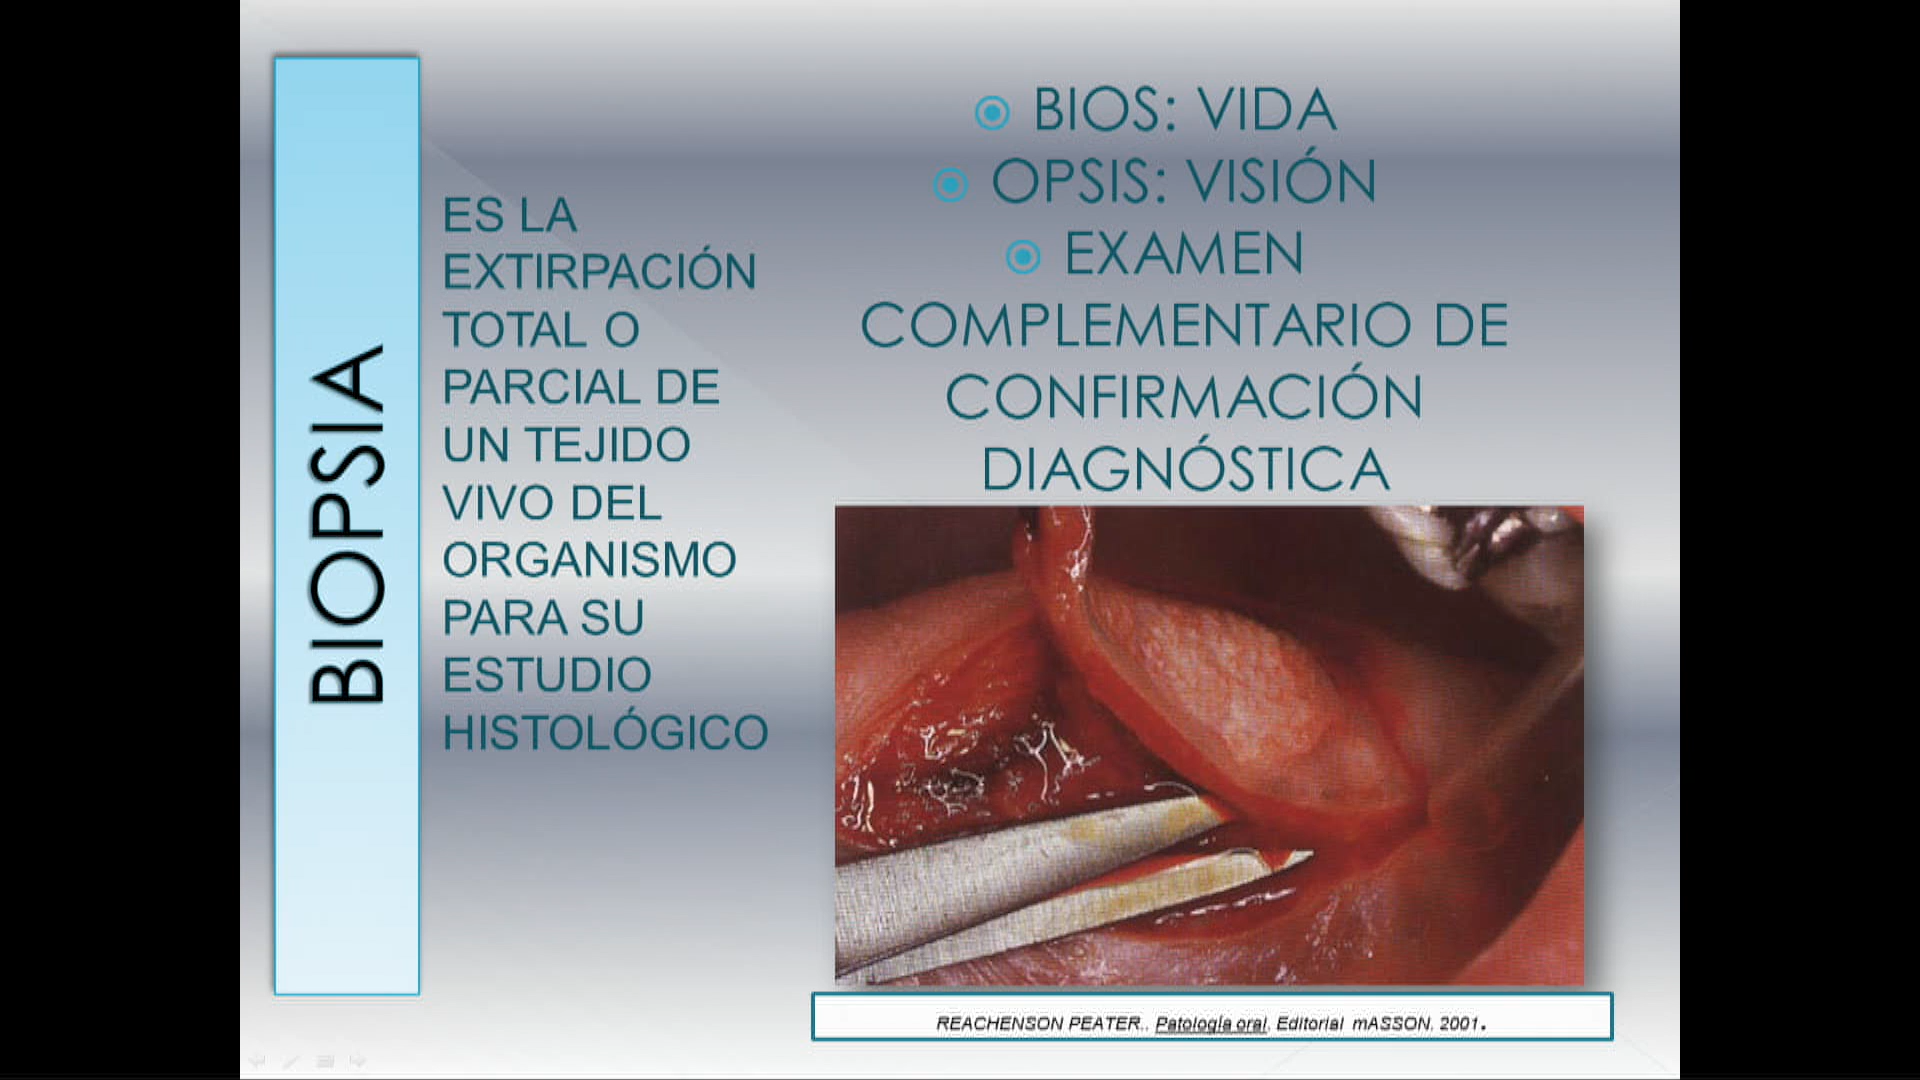 BIOPSIA
ES LA
EXTIRPACIÓN
TOTAL O
PARCIAL DE
UN TEJIDO
VIVO DEL
ORGANISMO
PARA SU
ESTUDIO
HISTOLÓGICO
BIOS: VIDA
OPSIS: VISIÓN
EXAMEN
COMPLEMENTARIO DE
CONFIRMACIÓN
DIAGNÓSTICA
REACHENSON PEATER.. Patología oral. Editorial mASSON. 2001.